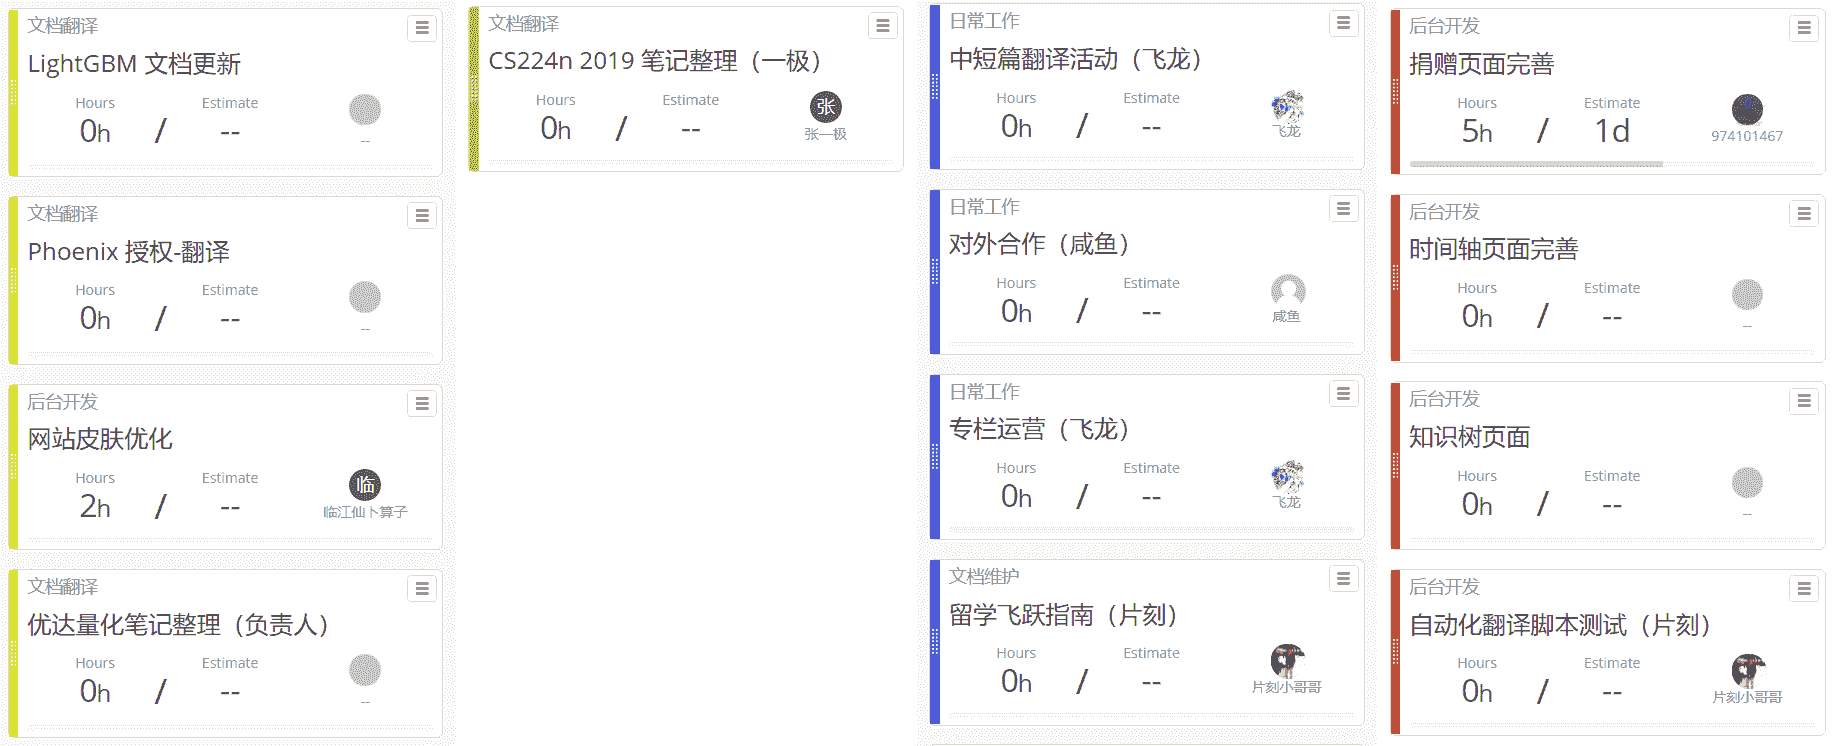 文档翻译
LightGBM 文档更新
Hours Estimate
0h / --
--
文档翻译
Phoenix 授权-翻译
Hours Estimate
0h / --
--
后台开发
网站皮肤优化
Hours Estimate
临
2h / --
临江仙卜算子
文档翻译
优达量化笔记整理（负责人）
Hours Estimate
0h / --
--
文档翻译
CS224n 2019 笔记整理（一极）
Hours Estimate
张
0h / --
张一极
日常工作
中短篇翻译活动（飞龙）
Hours Estimate
0h / --
飞龙
日常工作
对外合作（咸鱼）
Hours Estimate
0h / --
咸鱼
日常工作
专栏运营（飞龙）
Hours Estimate
0h / --
飞龙
文档维护
留学飞跃指南（片刻）
Hours Estimate
0h / --
片刻小哥哥
后台开发
捐赠页面完善
Hours Estimate
5h / 1d
974101467
后台开发
时间轴页面完善
Hours Estimate
0h / --
--
后台开发
知识树页面
Hours Estimate
0h / --
--
后台开发
自动化翻译脚本测试（片刻）
Hours Estimate
0h / --
片刻小哥哥